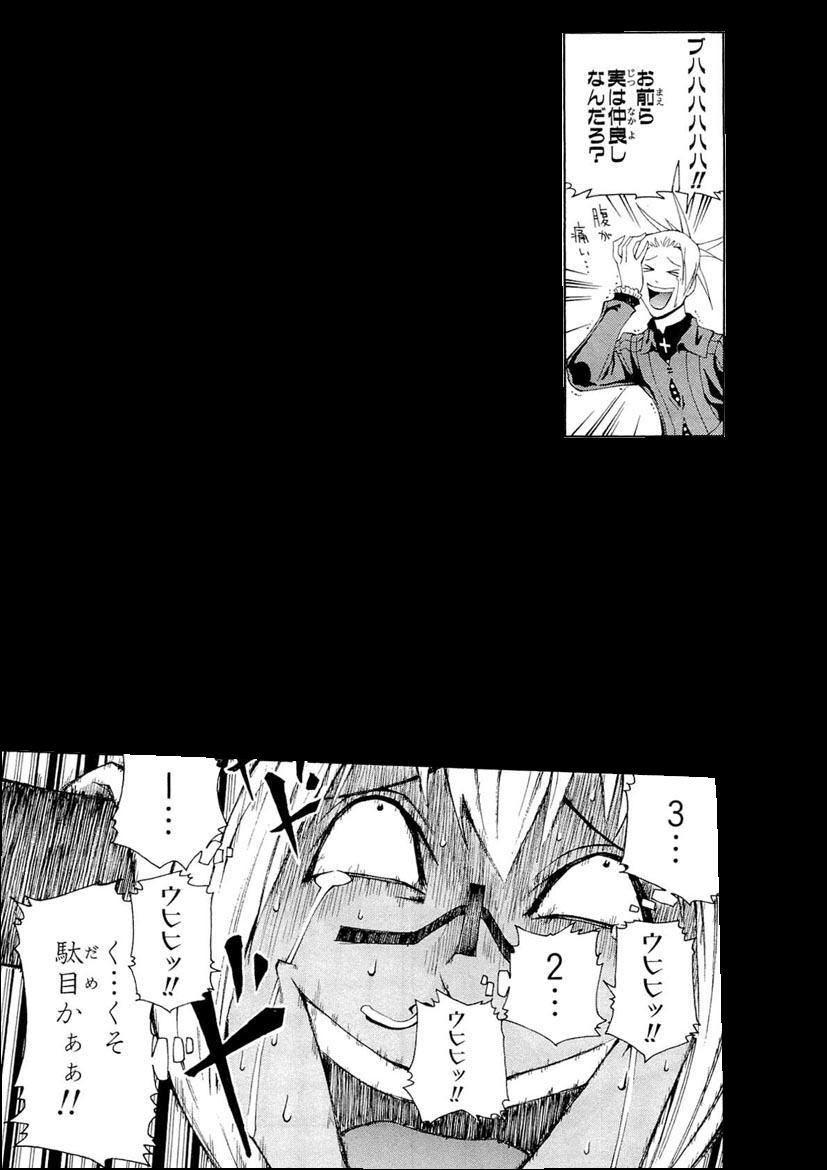 ブハハハハハハ!!
お前ら
実は仲良し
なんだろ?
腹が
痛い…
3…
ウヒヒッ!!
2…
ウヒヒッ!!
1…
ウヒヒッ!!
く…くそ
駄目かぁぁ!!